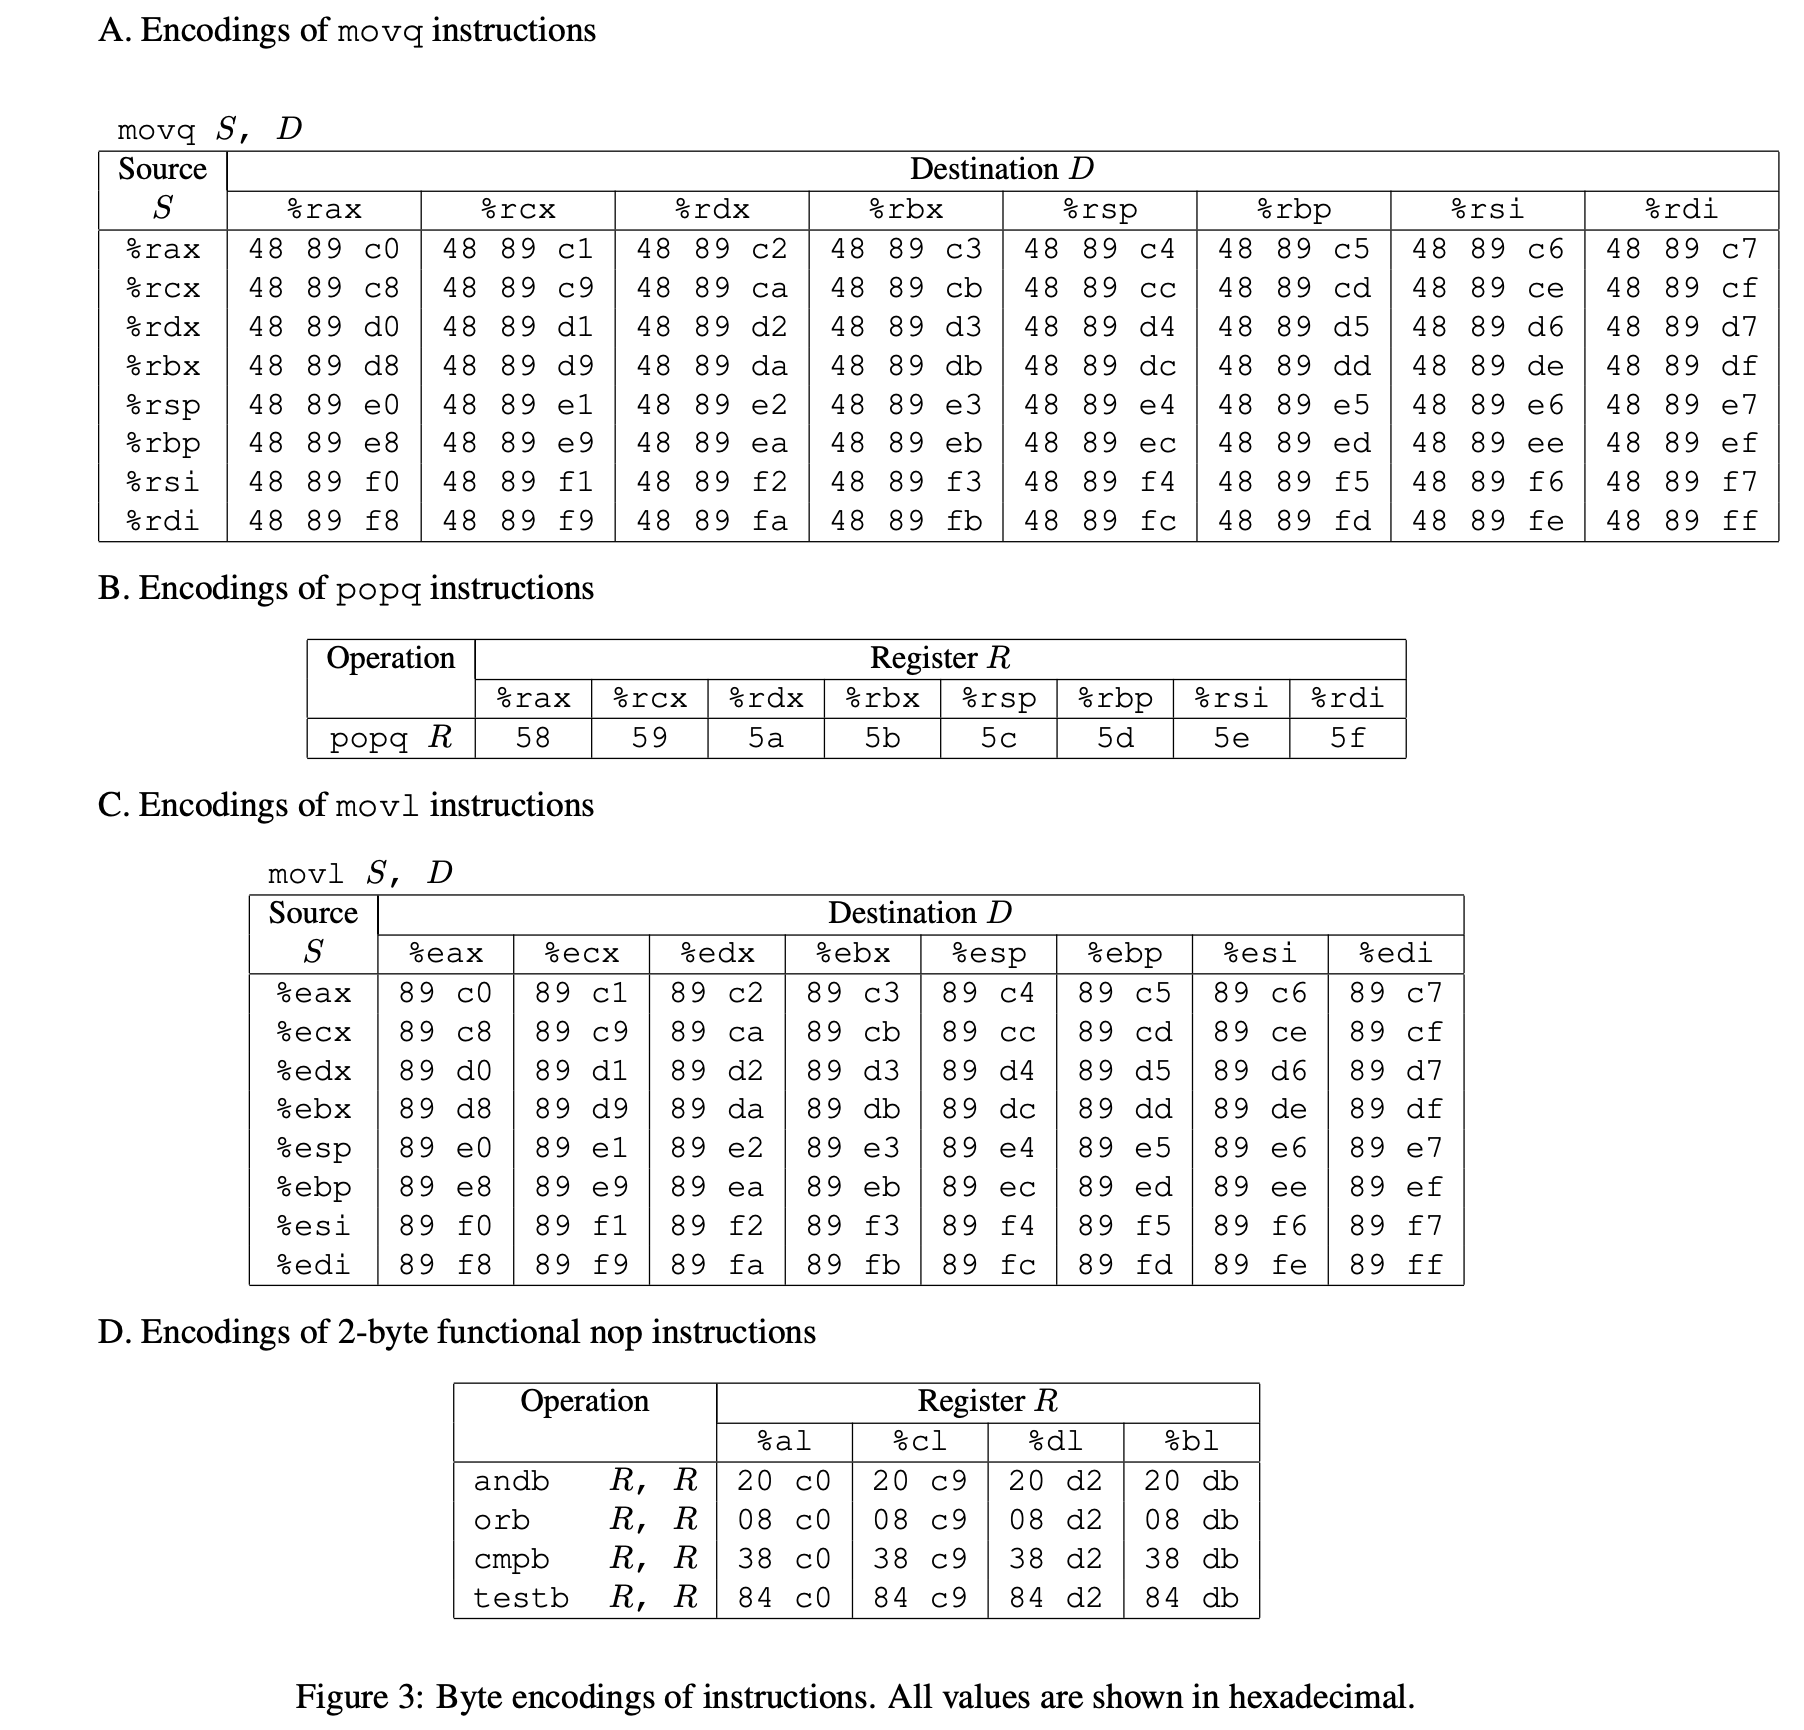 A. Encodings of movq instructions
movq S, D
Source Destination D
S %rax %rcx %rdx %rbx %rsp %rbp %rsi %rdi
%rax 48 89 c0 48 89 c1 48 89 c2 48 89 c3 48 89 c4 48 89 c5 48 89 c6 48 89 c7
%rcx 48 89 c8 48 89 c9 48 89 ca 48 89 cb 48 89 cc 48 89 cd 48 89 ce 48 89 cf
%rdx 48 89 d0 48 89 d1 48 89 d2 48 89 d3 48 89 d4 48 89 d5 48 89 d6 48 89 d7
%rbx 48 89 d8 48 89 d9 48 89 da 48 89 db 48 89 dc 48 89 dd 48 89 de 48 89 df
%rsp 48 89 e0 48 89 e1 48 89 e2 48 89 e3 48 89 e4 48 89 e5 48 89 e6 48 89 e7
%rbp 48 89 e8 48 89 e9 48 89 ea 48 89 eb 48 89 ec 48 89 ed 48 89 ee 48 89 ef
%rsi 48 89 f0 48 89 f1 48 89 f2 48 89 f3 48 89 f4 48 89 f5 48 89 f6 48 89 f7
%rdi 48 89 f8 48 89 f9 48 89 fa 48 89 fb 48 89 fc 48 89 fd 48 89 fe 48 89 ff
B. Encodings of popq instructions
Operation Register R
%rax %rcx %rdx %rbx %rsp %rbp %rsi %rdi
popq R 58 59 5a 5b 5c 5d 5e 5f
C. Encodings of movl instructions
movl S, D
Source Destination D
S %eax %ecx %edx %ebx %esp %ebp %esi %edi
%eax 89 c0 89 c1 89 c2 89 c3 89 c4 89 c5 89 c6 89 c7
%ecx 89 c8 89 c9 89 ca 89 cb 89 cc 89 cd 89 ce 89 cf
%edx 89 d0 89 d1 89 d2 89 d3 89 d4 89 d5 89 d6 89 d7
%ebx 89 d8 89 d9 89 da 89 db 89 dc 89 dd 89 de 89 df
%esp 89 e0 89 e1 89 e2 89 e3 89 e4 89 e5 89 e6 89 e7
%ebp 89 e8 89 e9 89 ea 89 eb 89 ec 89 ed 89 ee 89 ef
%esi 89 f0 89 f1 89 f2 89 f3 89 f4 89 f5 89 f6 89 f7
%edi 89 f8 89 f9 89 fa 89 fb 89 fc 89 fd 89 fe 89 ff
D. Encodings of 2-byte functional nop instructions
Operation Register R
%al %cl %dl %bl
andb R, R 20 c0 20 c9 20 d2 20 db
orb R, R 08 c0 08 c9 08 d2 08 db
cmpb R, R 38 c0 38 c9 38 d2 38 db
testb R, R 84 c0 84 c9 84 d2 84 db
Figure 3: Byte encodings of instructions. All values are shown in hexadecimal.